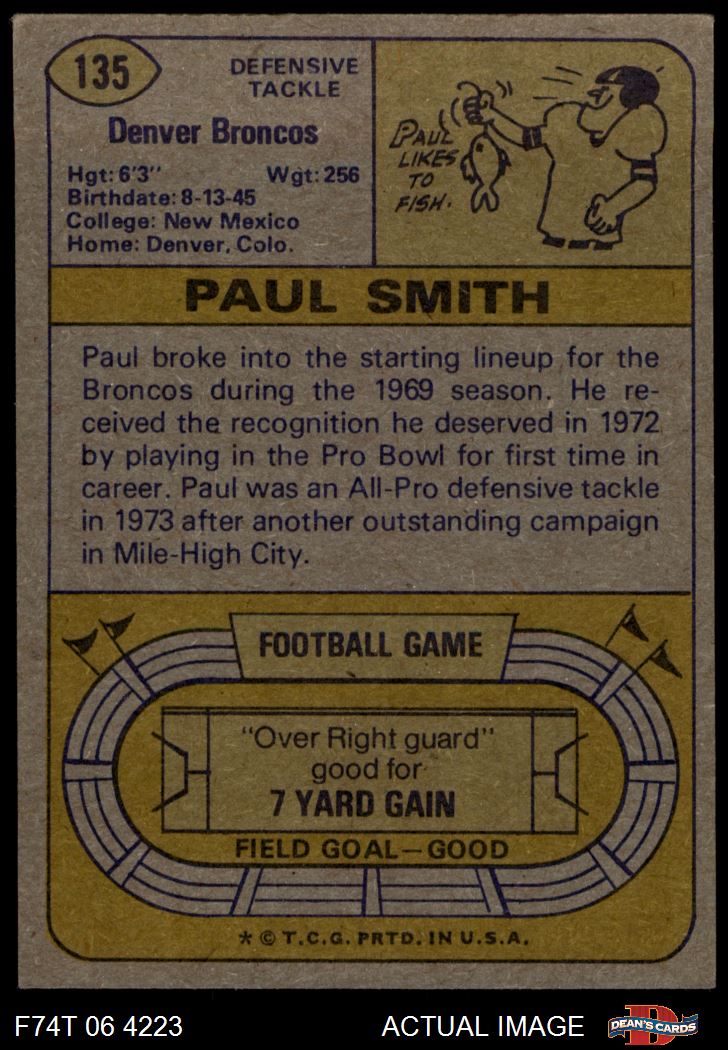 135
DEFENSIVE
TACKLE
Denver Broncos
Hgt: 6'3" Wgt: 256
Birthdate: 8-13-45
College: New Mexico
Home: Denver, Colo.
PAUL
LIKES
TO
FISH.
PAUL SMITH
Paul broke into the starting lineup for the
Broncos during the 1969 season. He re-
ceived the recognition he deserved in 1972
by playing in the Pro Bowl for first time in
career. Paul was an All-Pro defensive tackle
in 1973 after another outstanding campaign
in Mile-High City.
FOOTBALL GAME
"Over Right guard"
good for
7 YARD GAIN
FIELD GOAL—GOOD
* © T.C.G. PRTD. IN U.S.A.
F74T 06 4223 ACTUAL IMAGE
D
DEAN'S CARDS